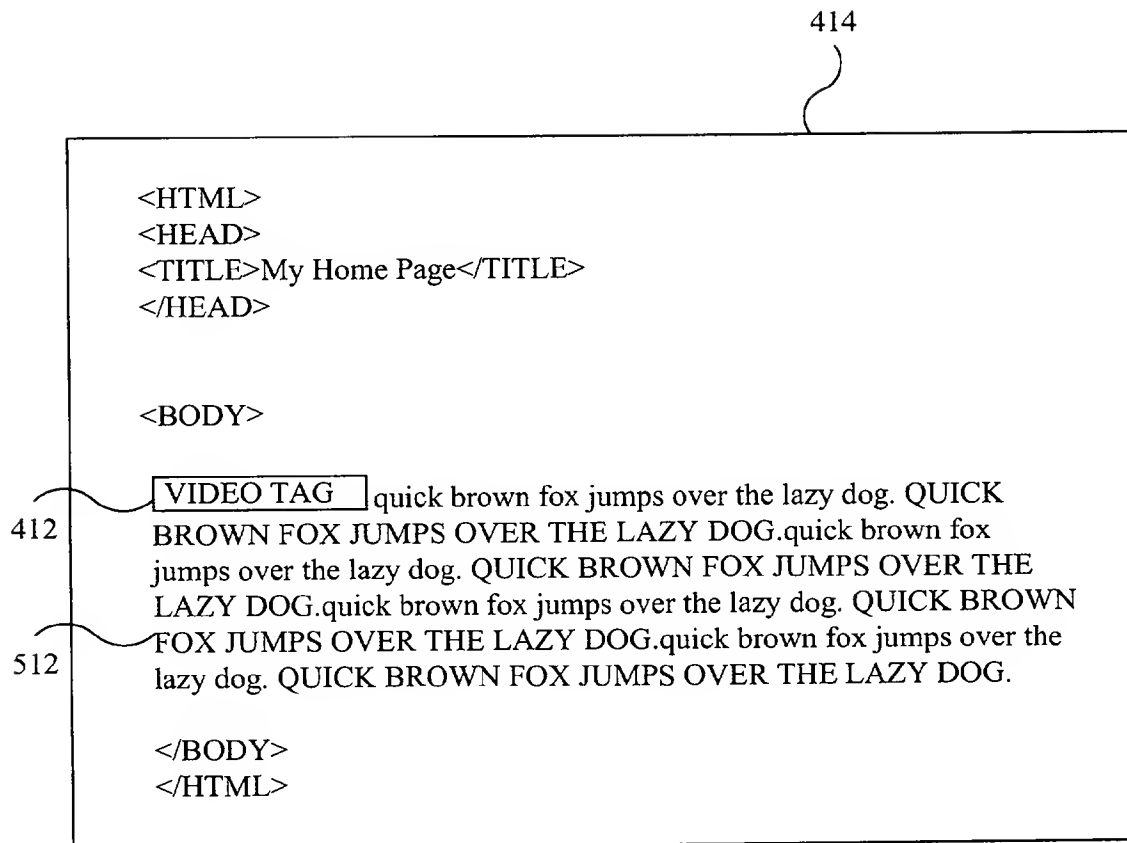 414
<HTML>
<HEAD>
<TITLE>My Home Page</TITLE>
</HEAD>
<BODY>
VIDEO TAG quick brown fox jumps over the lazy dog. QUICK
412 BROWN FOX JUMPS OVER THE LAZY DOG.quick brown fox
jumps over the lazy dog. QUICK BROWN FOX JUMPS OVER THE
LAZY DOG.quick brown fox jumps over the lazy dog. QUICK BROWN
FOX JUMPS OVER THE LAZY DOG.quick brown fox jumps over the
512 lazy dog. QUICK BROWN FOX JUMPS OVER THE LAZY DOG.
</BODY>
</HTML>